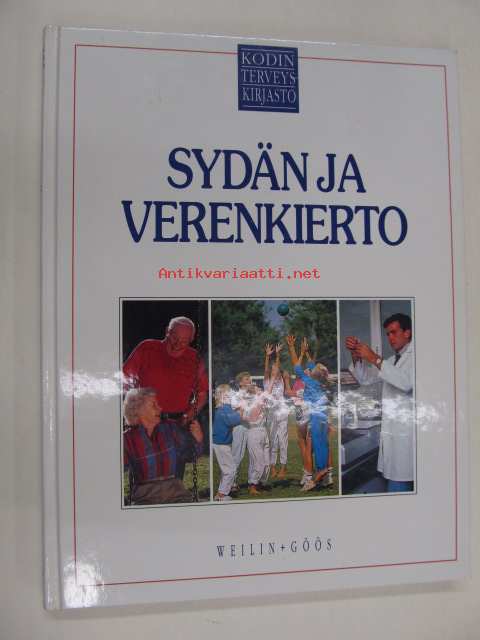 KODIN
TERVEYS
KIRJASTO
SYDÄN JA
VERENKIERTO
Antikvariaatti.net
WEILIN+GÖÖS